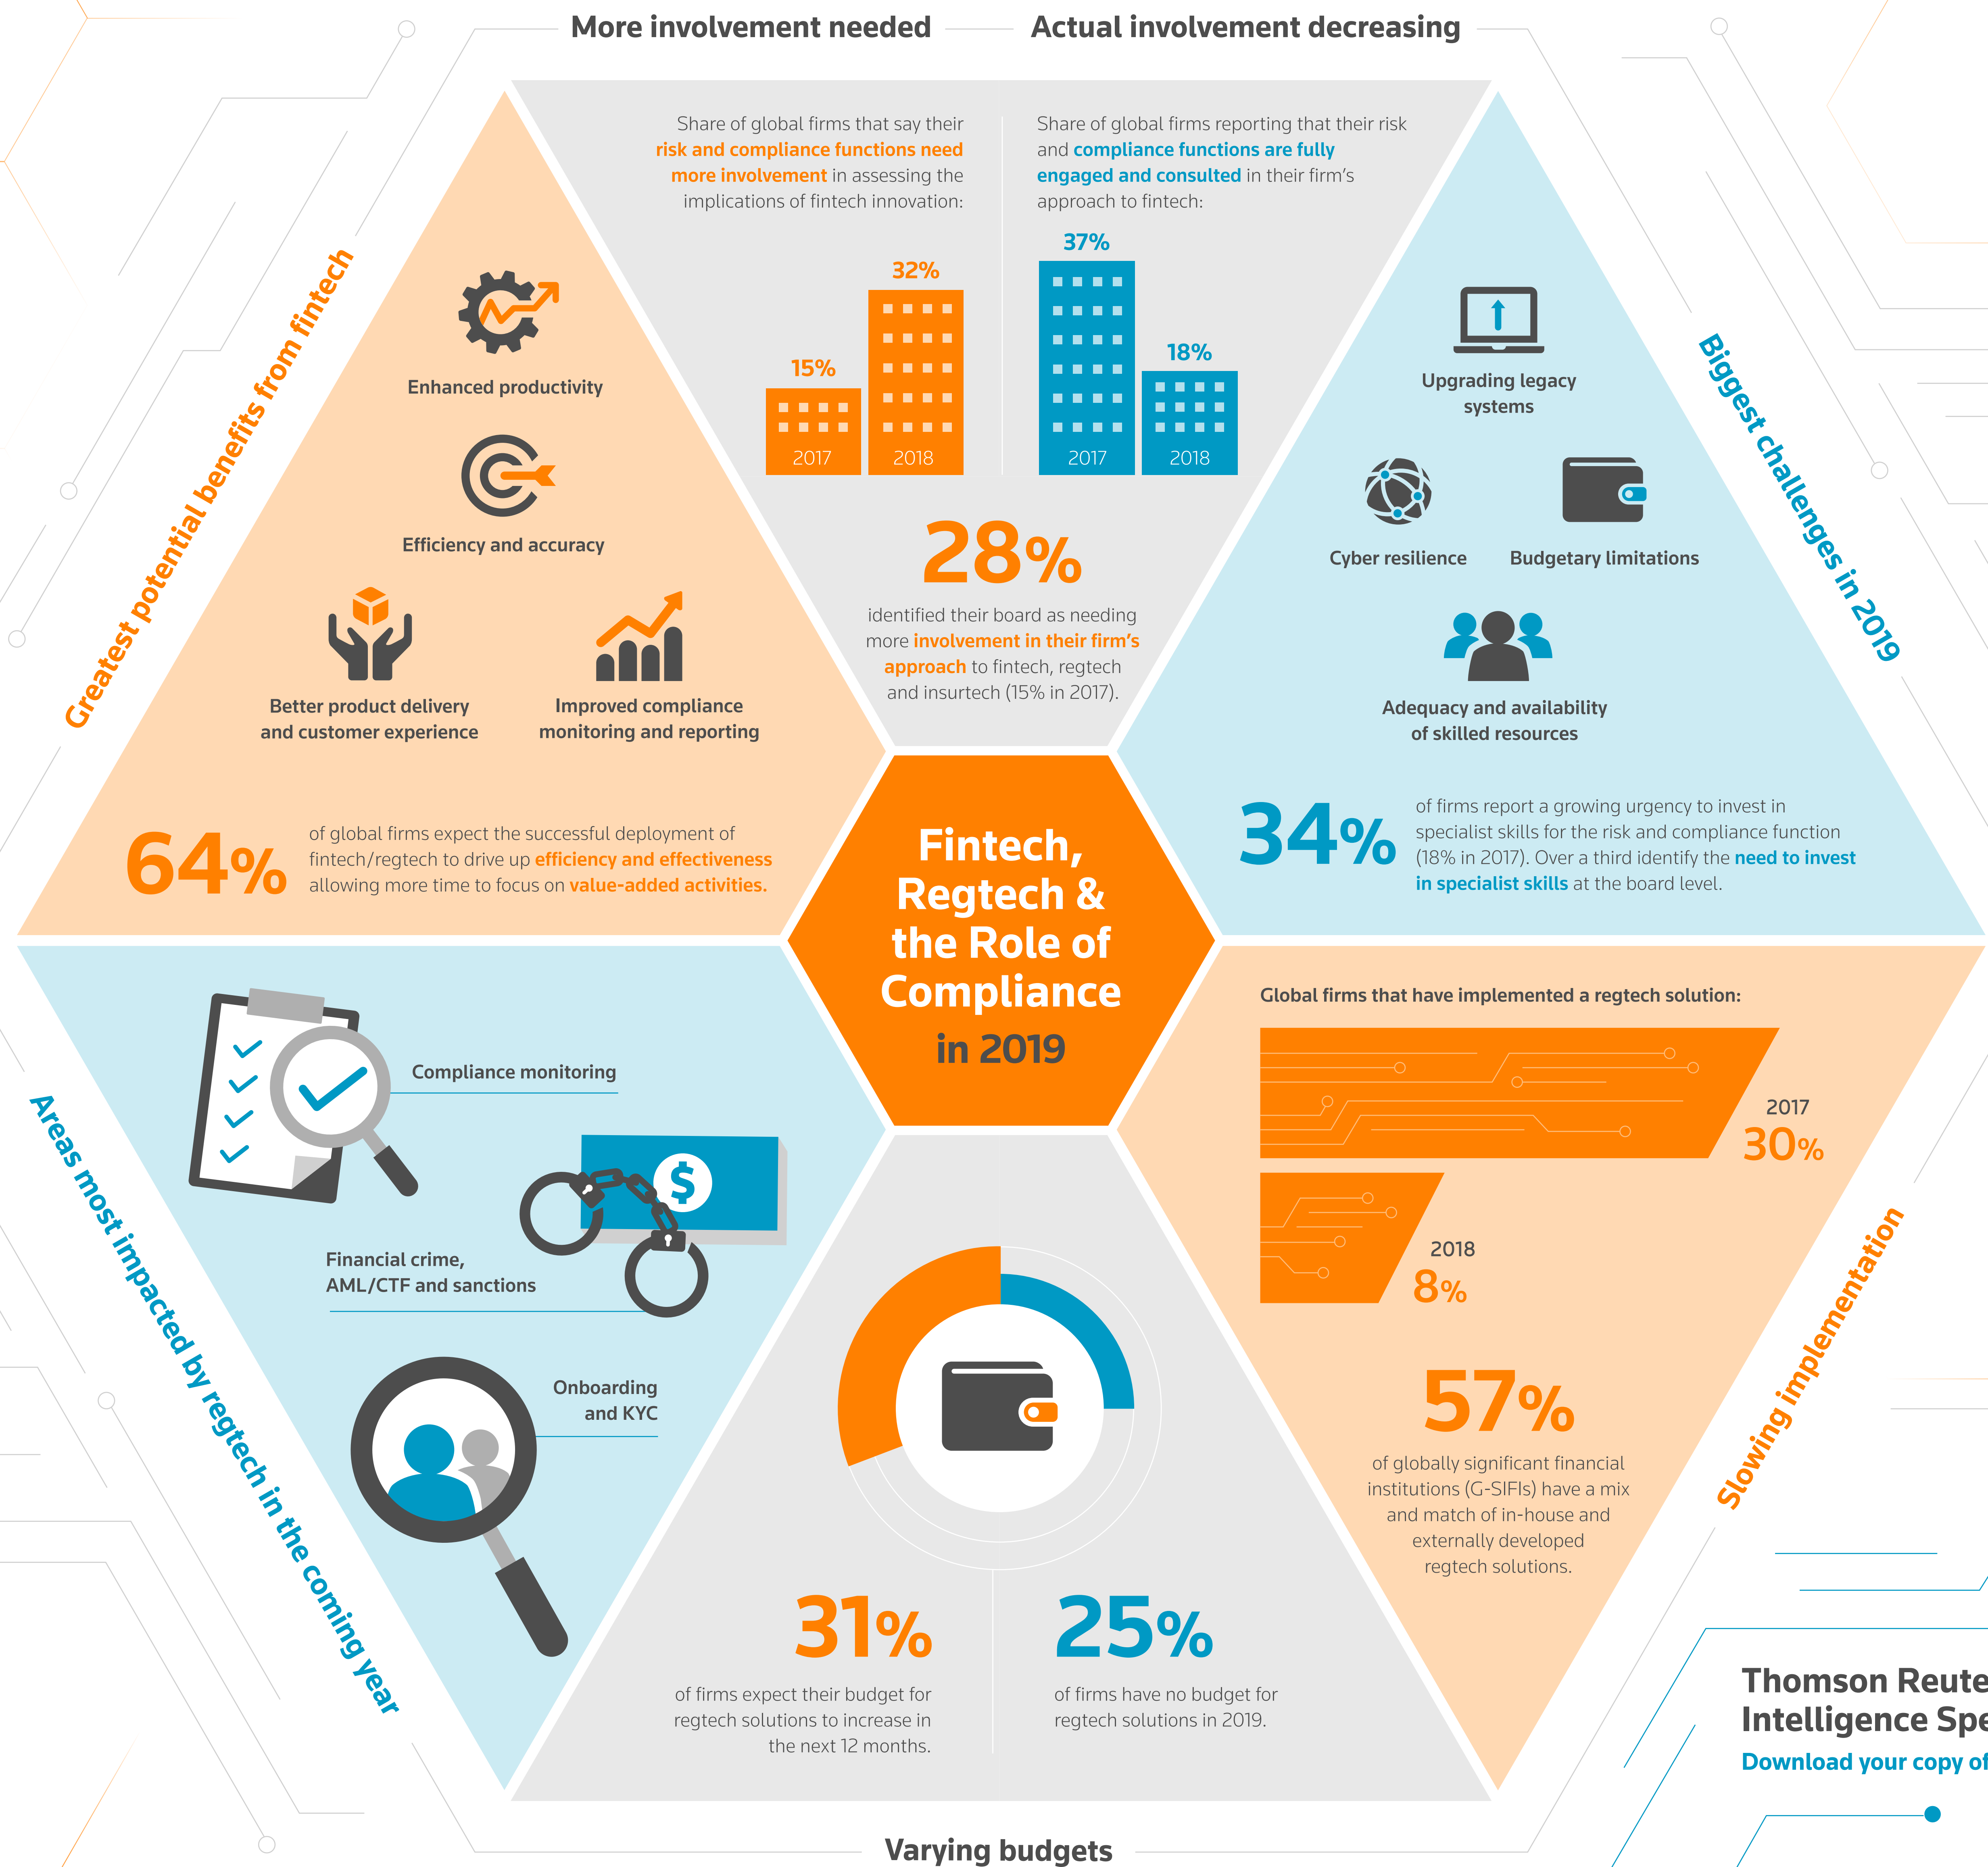 More involvement needed
Actual involvement decreasing
Share of global firms that say their
risk and compliance functions need
more involvement in assessing the
implications of fintech innovation:
15%
2017
32%
2018
Share of global firms reporting that their risk
and compliance functions are fully
engaged and consulted in their firm's
approach to fintech:
37%
2017
18%
2018
28%
identified their board as needing
more involvement in their firm's
approach to fintech, regtech
and insurtech (15% in 2017).
Greatest potential benefits from fintech
Enhanced productivity
Efficiency and accuracy
Better product delivery
and customer experience
Improved compliance
monitoring and reporting
64%
of global firms expect the successful deployment of
fintech/regtech to drive up efficiency and effectiveness
allowing more time to focus on value-added activities.
Biggest challenges in 2019
Upgrading legacy
systems
Cyber resilience
Budgetary limitations
Adequacy and availability
of skilled resources
34%
of firms report a growing urgency to invest in
specialist skills for the risk and compliance function
(18% in 2017). Over a third identify the need to invest
in specialist skills at the board level.
Fintech,
Regtech &
the Role of
Compliance
in 2019
Areas most impacted by regtech in the coming year
Compliance monitoring
$
Financial crime,
AML/CTF and sanctions
Onboarding
and KYC
Global firms that have implemented a regtech solution:
2017
30%
2018
8%
57%
of globally significant financial
institutions (G-SIFIs) have a mix
and match of in-house and
externally developed
regtech solutions.
Slowing implementation
31%
of firms expect their budget for
regtech solutions to increase in
the next 12 months.
25%
of firms have no budget for
regtech solutions in 2019.
Varying budgets
Thomson Reute
Intelligence Spe
Download your copy of